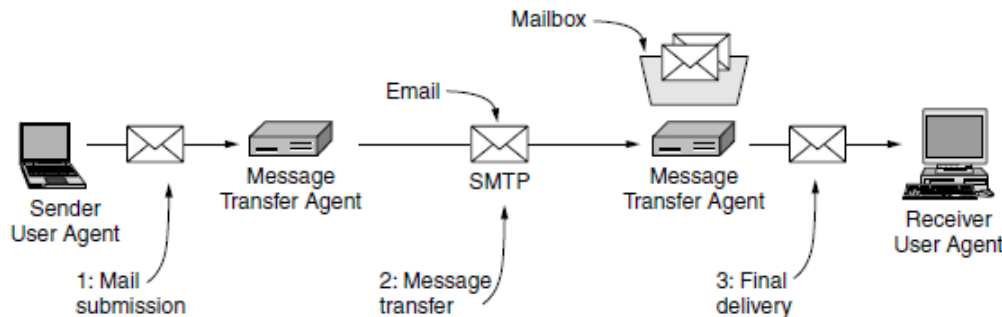 Mailbox
Email
SMTP
Message
Transfer Agent
Message
Transfer Agent
Sender
User Agent
Receiver
User Agent
1: Mail
submission
2: Message
transfer
3: Final
delivery